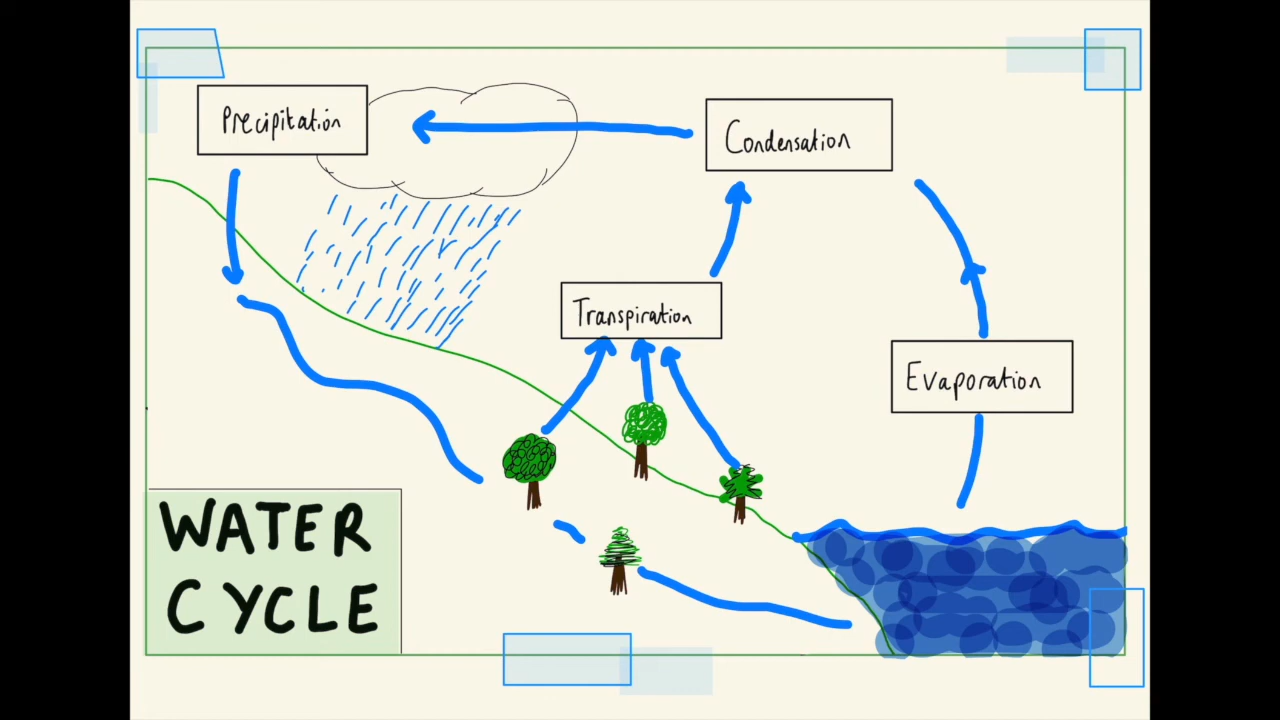 Precipitation
Condensation
Transpiration
Evaporation
WATER
CYCLE